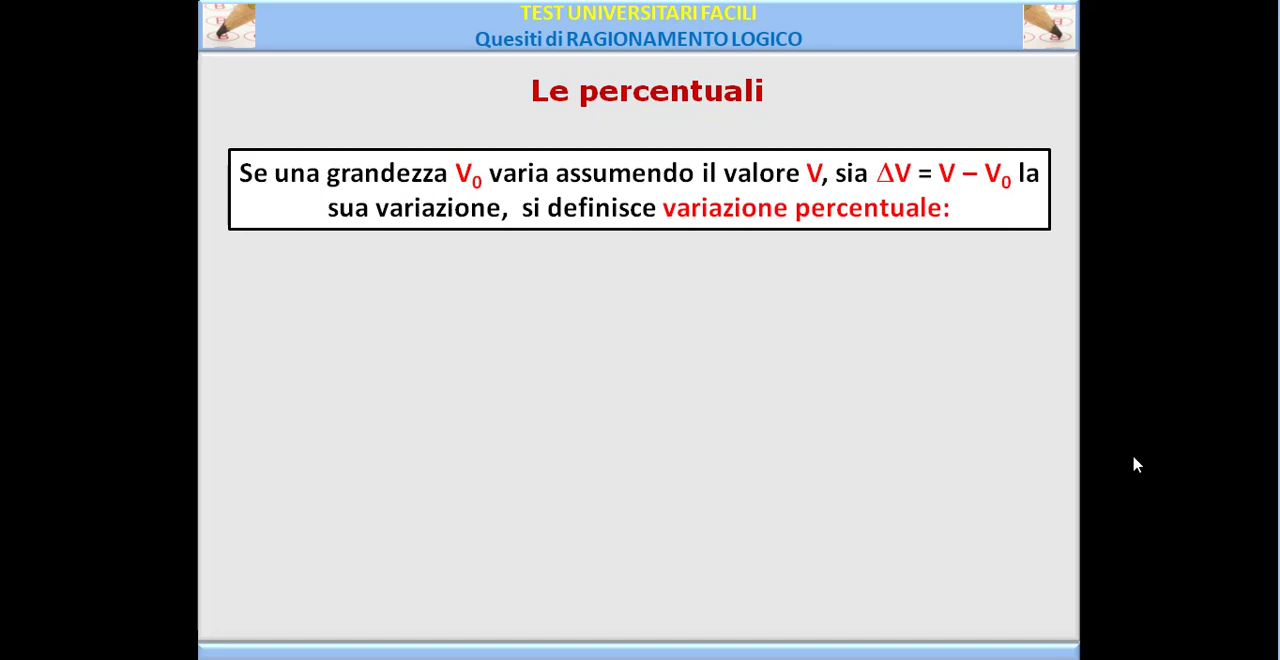 TEST UNIVERSITARI FACILI
Quesiti di RAGIONAMENTO LOGICO
Le percentuali
Se una grandezza V₀ varia assumendo il valore V, sia ΔV = V – V₀ la
sua variazione, si definisce variazione percentuale: